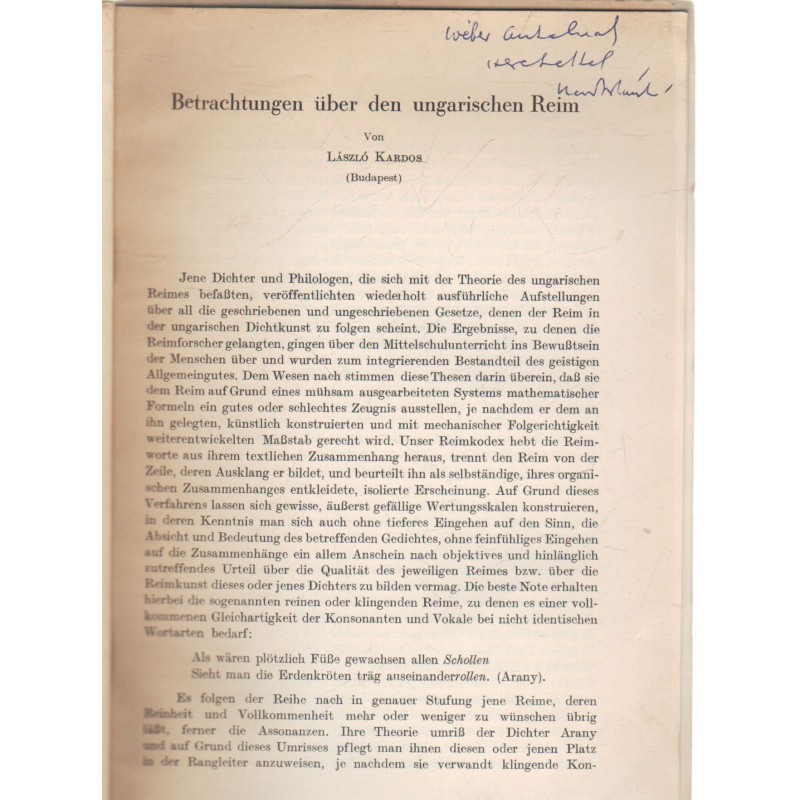 Weber Antalnak
szeretettel
Betrachtungen über den ungarischen Reim
Von
László Kardos
(Budapest)
Jene Dichter und Philologen, die sich mit der Theorie des ungarischen
Reimes befaßten, veröffentlichten wiederholt ausführliche Aufstellungen
über all die geschriebenen und ungeschriebenen Gesetze, denen der Reim in
der ungarischen Dichtkunst zu folgen scheint. Die Ergebnisse, zu denen die
Reimforscher gelangten, gingen über den Mittelschulunterricht ins Bewußtsein
der Menschen über und wurden zum integrierenden Bestandteil des geistigen
Allgemeingutes. Dem Wesen nach stimmen diese Thesen darin überein, daß sie
dem Reim auf Grund eines mühsam ausgearbeiteten Systems mathematischer
Formeln ein gutes oder schlechtes Zeugnis ausstellen, je nachdem er dem an
ihn gelegten, künstlich konstruierten und mit mechanischer Folgerichtigkeit
weiterentwickelten Maßstab gerecht wird. Unser Reimkodex hebt die Reim-
worte aus ihrem textlichen Zusammenhang heraus, trennt den Reim von der
Zeile, deren Ausklang er bildet, und beurteilt ihn als selbständige, ihres organi-
schen Zusammenhanges entkleidete, isolierte Erscheinung. Auf Grund dieses
Verfahrens lassen sich gewisse, äußerst gefällige Wertungsskalen konstruieren,
in deren Kenntnis man sich auch ohne tieferes Eingehen auf den Sinn, die
Absicht und Bedeutung des betreffenden Gedichtes, ohne feinfühliges Eingehen
auf die Zusammenhänge ein allem Anschein nach objektives und hinlänglich
zutreffendes Urteil über die Qualität des jeweiligen Reimes bzw. über die
Reimkunst dieses oder jenes Dichters zu bilden vermag. Die beste Note erhalten
hierbei die sogenannten reinen oder klingenden Reime, zu denen es einer voll-
kommenen Gleichartigkeit der Konsonanten und Vokale bei nicht identischen
Wortarten bedarf:
Als wären plötzlich Füße gewachsen allen Schollen
Sieht man die Erdenkröten träg auseinanderrollen. (Arany).
Es folgen der Reihe nach in genauer Stufung jene Reime, deren
Reinheit und Vollkommenheit mehr oder weniger zu wünschen übrig
läßt, ferner die Assonanzen. Ihre Theorie umriß der Dichter Arany
und auf Grund dieses Umrisses pflegt man ihnen diesen oder jenen Platz
in der Rangleiter anzuweisen, je nachdem sie verwandt klingende Kon-